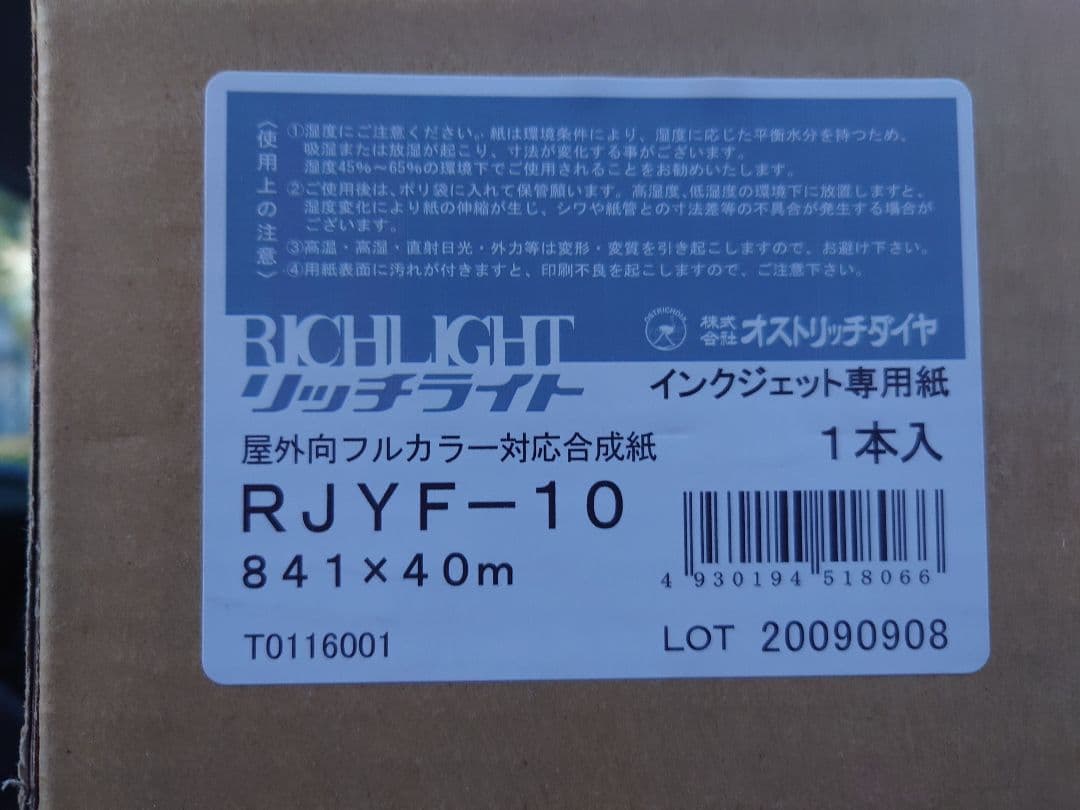 〈使用上の注意〉
①湿度にご注意ください。紙は環境条件により、湿度に応じた平衡水分を持つため、
吸湿または放湿が起こり、寸法が変化する事がございます。
湿度45%～65%の環境下でご使用されることをお勧めいたします。
②ご使用後は、ポリ袋に入れて保管願います。高湿度、低湿度の環境下に放置しますと、
湿度変化により紙の伸縮が生じ、シワや紙管との寸法差等の不具合が発生する場合が
ございます。
③高温・高湿・直射日光・外力等は変形・変質を引き起こしますので、お避け下さい。
④用紙表面に汚れが付きますと、印刷不良を起こしますので、ご注意下さい。
RICHLIGHT
リッチライト
OSTRICHDIA
株式会社 オストリッチダイヤ
インクジェット専用紙
屋外向フルカラー対応合成紙
1本入
RJYF-10
841×40m
4 930194 518066
T0116001
LOT 20090908